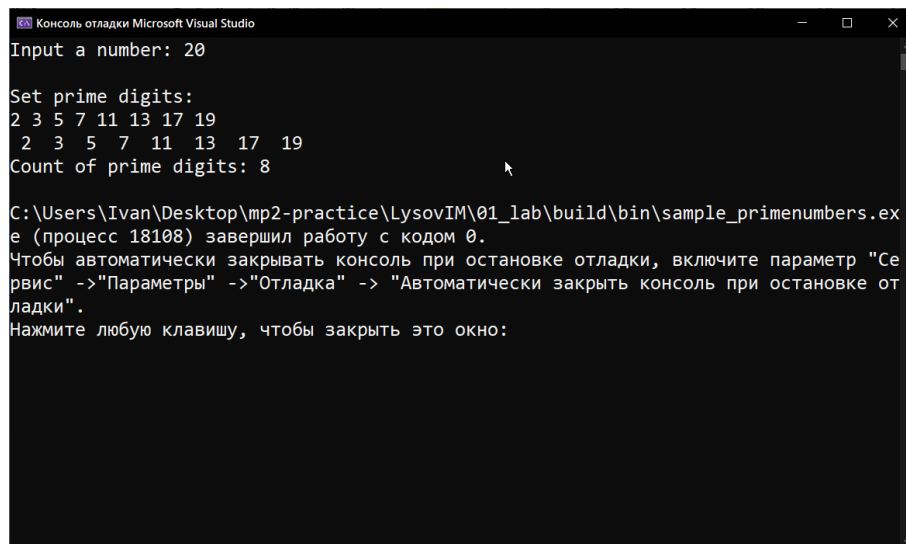 Консоль отладки Microsoft Visual Studio
Input a number: 20
Set prime digits:
2 3 5 7 11 13 17 19
 2  3  5  7  11  13  17  19
Count of prime digits: 8
C:\Users\Ivan\Desktop\mp2-practice\LysovIM\01_lab\build\bin\sample_primenumbers.ex
e (процесс 18108) завершил работу с кодом 0.
Чтобы автоматически закрывать консоль при остановке отладки, включите параметр "Се
рвис" ->"Параметры" ->"Отладка" -> "Автоматически закрыть консоль при остановке от
ладки".
Нажмите любую клавишу, чтобы закрыть это окно: